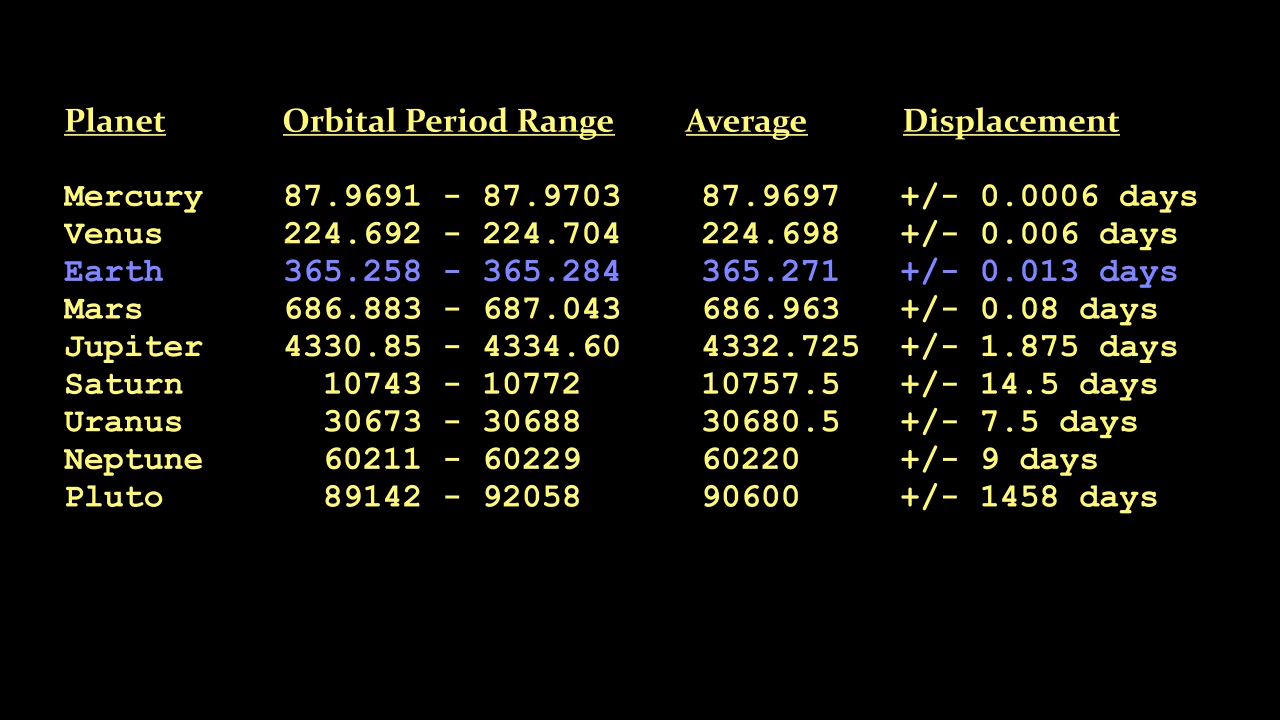 Planet Orbital Period Range Average Displacement
Mercury 87.9691 - 87.9703 87.9697 +/- 0.0006 days
Venus 224.692 - 224.704 224.698 +/- 0.006 days
Earth 365.258 - 365.284 365.271 +/- 0.013 days
Mars 686.883 - 687.043 686.963 +/- 0.08 days
Jupiter 4330.85 - 4334.60 4332.725 +/- 1.875 days
Saturn 10743 - 10772 10757.5 +/- 14.5 days
Uranus 30673 - 30688 30680.5 +/- 7.5 days
Neptune 60211 - 60229 60220 +/- 9 days
Pluto 89142 - 92058 90600 +/- 1458 days